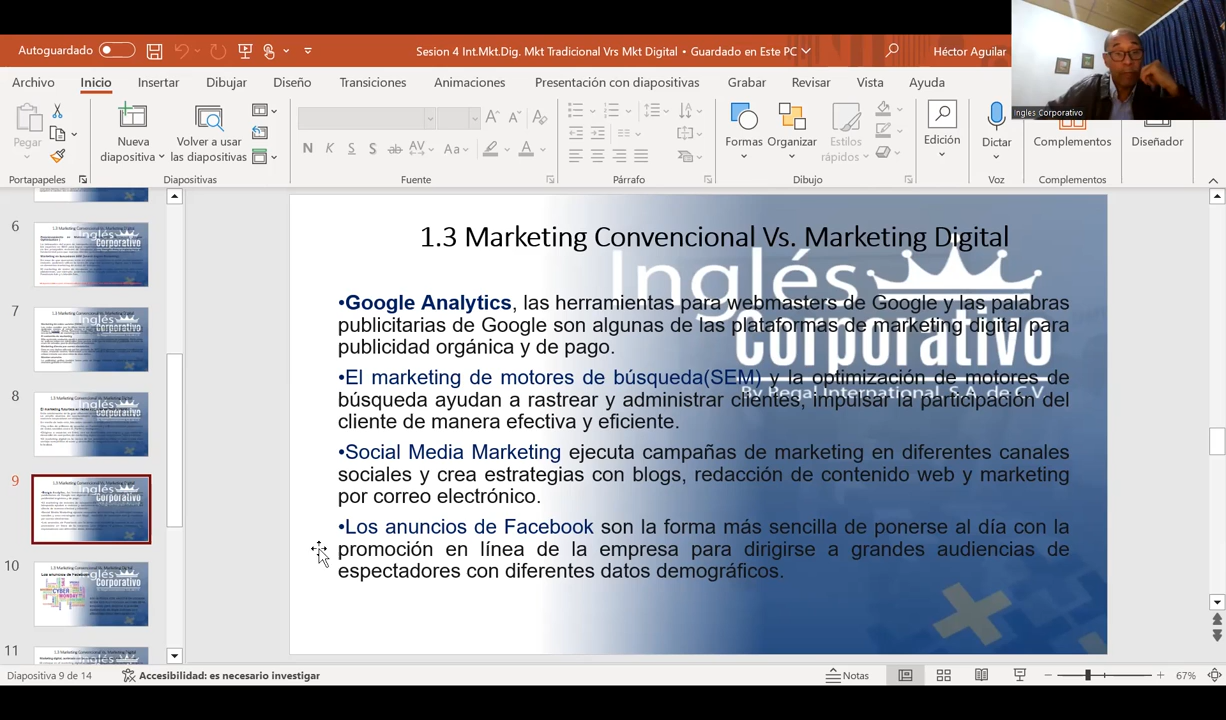 Autoguardado
Sesion 4 Int.Mkt.Dig. Mkt Tradicional Vrs Mkt Digital • Guardado en Este PC
Héctor Aguilar
Ingles Corporativo
Archivo Inicio Insertar Dibujar Diseño Transiciones Animaciones Presentación con diapositivas Grabar Revisar Vista Ayuda
Pegar
Nueva diapositiva
Volver a usar las diapositivas
N K S S ab AV Aa A
Formas
Organizar
Estilos rápidos
Edición
Dictar
Complementos
Diseñador
Portapapeles Diapositivas Fuente Párrafo Dibujo Voz Complementos
6
7
8
9
10
11
1.3 Marketing Convencional Vs. Marketing Digital
Inglés
Corporativo
By Regal International, S.A. de C.V.
•Google Analytics, las herramientas para webmasters de Google y las palabras
publicitarias de Google son algunas de las plataformas de marketing digital para
publicidad orgánica y de pago.
•El marketing de motores de búsqueda(SEM) y la optimización de motores de
búsqueda ayudan a rastrear y administrar clientes, impulsar la participación del
cliente de manera efectiva y eficiente.
•Social Media Marketing ejecuta campañas de marketing en diferentes canales
sociales y crea estrategias con blogs, redacción de contenido web y marketing
por correo electrónico.
•Los anuncios de Facebook son la forma más sencilla de ponerse al día con la
promoción en línea de la empresa para dirigirse a grandes audiencias de
espectadores con diferentes datos demográficos.
Diapositiva 9 de 14
Accesibilidad: es necesario investigar
Notas
67%